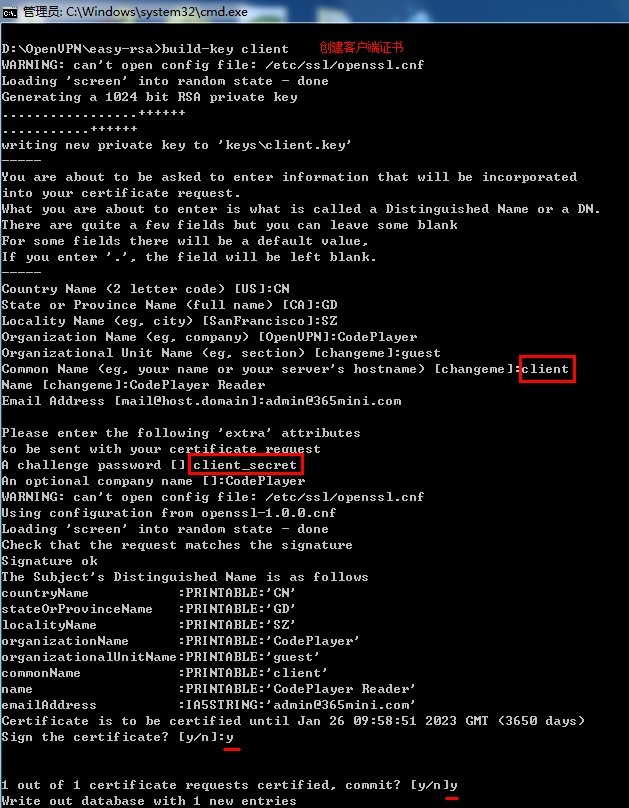 管理员: C:\Windows\system32\cmd.exe
D:\OpenVPN\easy-rsa>build-key client 创建客户端证书
WARNING: can't open config file: /etc/ssl/openssl.cnf
Loading 'screen' into random state - done
Generating a 1024 bit RSA private key
.................++++++
...........++++++
writing new private key to 'keys\client.key'
-----
You are about to be asked to enter information that will be incorporated
into your certificate request.
What you are about to enter is what is called a Distinguished Name or a DN.
There are quite a few fields but you can leave some blank
For some fields there will be a default value,
If you enter '.', the field will be left blank.
-----
Country Name (2 letter code) [US]:CN
State or Province Name (full name) [CA]:GD
Locality Name (eg, city) [SanFrancisco]:SZ
Organization Name (eg, company) [OpenVPN]:CodePlayer
Organizational Unit Name (eg, section) [changeme]:guest
Common Name (eg, your name or your server's hostname) [changeme]:client
Name [changeme]:CodePlayer Reader
Email Address [mail@host.domain]:admin@365mini.com
Please enter the following 'extra' attributes
to be sent with your certificate request
A challenge password []:client_secret
An optional company name []:CodePlayer
WARNING: can't open config file: /etc/ssl/openssl.cnf
Using configuration from openssl-1.0.0.cnf
Loading 'screen' into random state - done
Check that the request matches the signature
Signature ok
The Subject's Distinguished Name is as follows
countryName           :PRINTABLE:'CN'
stateOrProvinceName   :PRINTABLE:'GD'
localityName          :PRINTABLE:'SZ'
organizationName      :PRINTABLE:'CodePlayer'
organizationalUnitName:PRINTABLE:'guest'
commonName            :PRINTABLE:'client'
name                  :PRINTABLE:'CodePlayer Reader'
emailAddress          :IA5STRING:'admin@365mini.com'
Certificate is to be certified until Jan 26 09:58:51 2023 GMT (3650 days)
Sign the certificate? [y/n]:y
1 out of 1 certificate requests certified, commit? [y/n]y
Write out database with 1 new entries